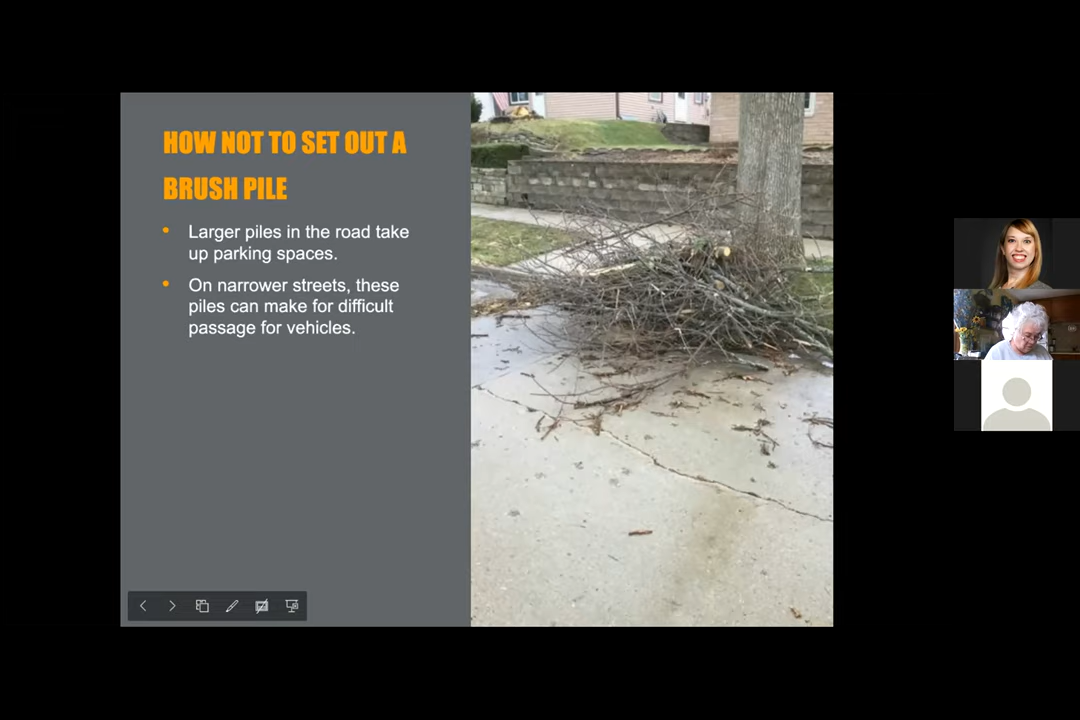 HOW NOT TO SET OUT A
BRUSH PILE
• Larger piles in the road take
up parking spaces.
• On narrower streets, these
piles can make for difficult
passage for vehicles.